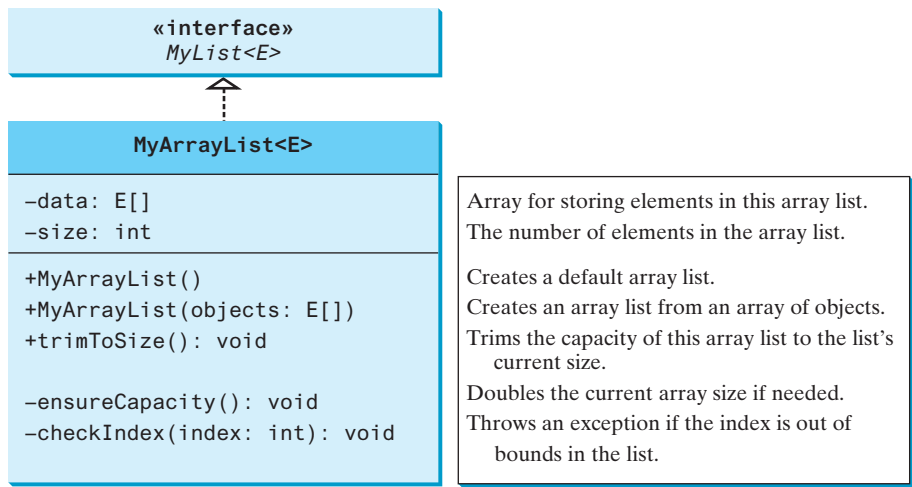 «interface»
MyList<E>
MyArrayList<E>
–data: E[]
–size: int
+MyArrayList()
+MyArrayList(objects: E[])
+trimToSize(): void
–ensureCapacity(): void
–checkIndex(index: int): void
Array for storing elements in this array list.
The number of elements in the array list.
Creates a default array list.
Creates an array list from an array of objects.
Trims the capacity of this array list to the list’s
current size.
Doubles the current array size if needed.
Throws an exception if the index is out of
bounds in the list.